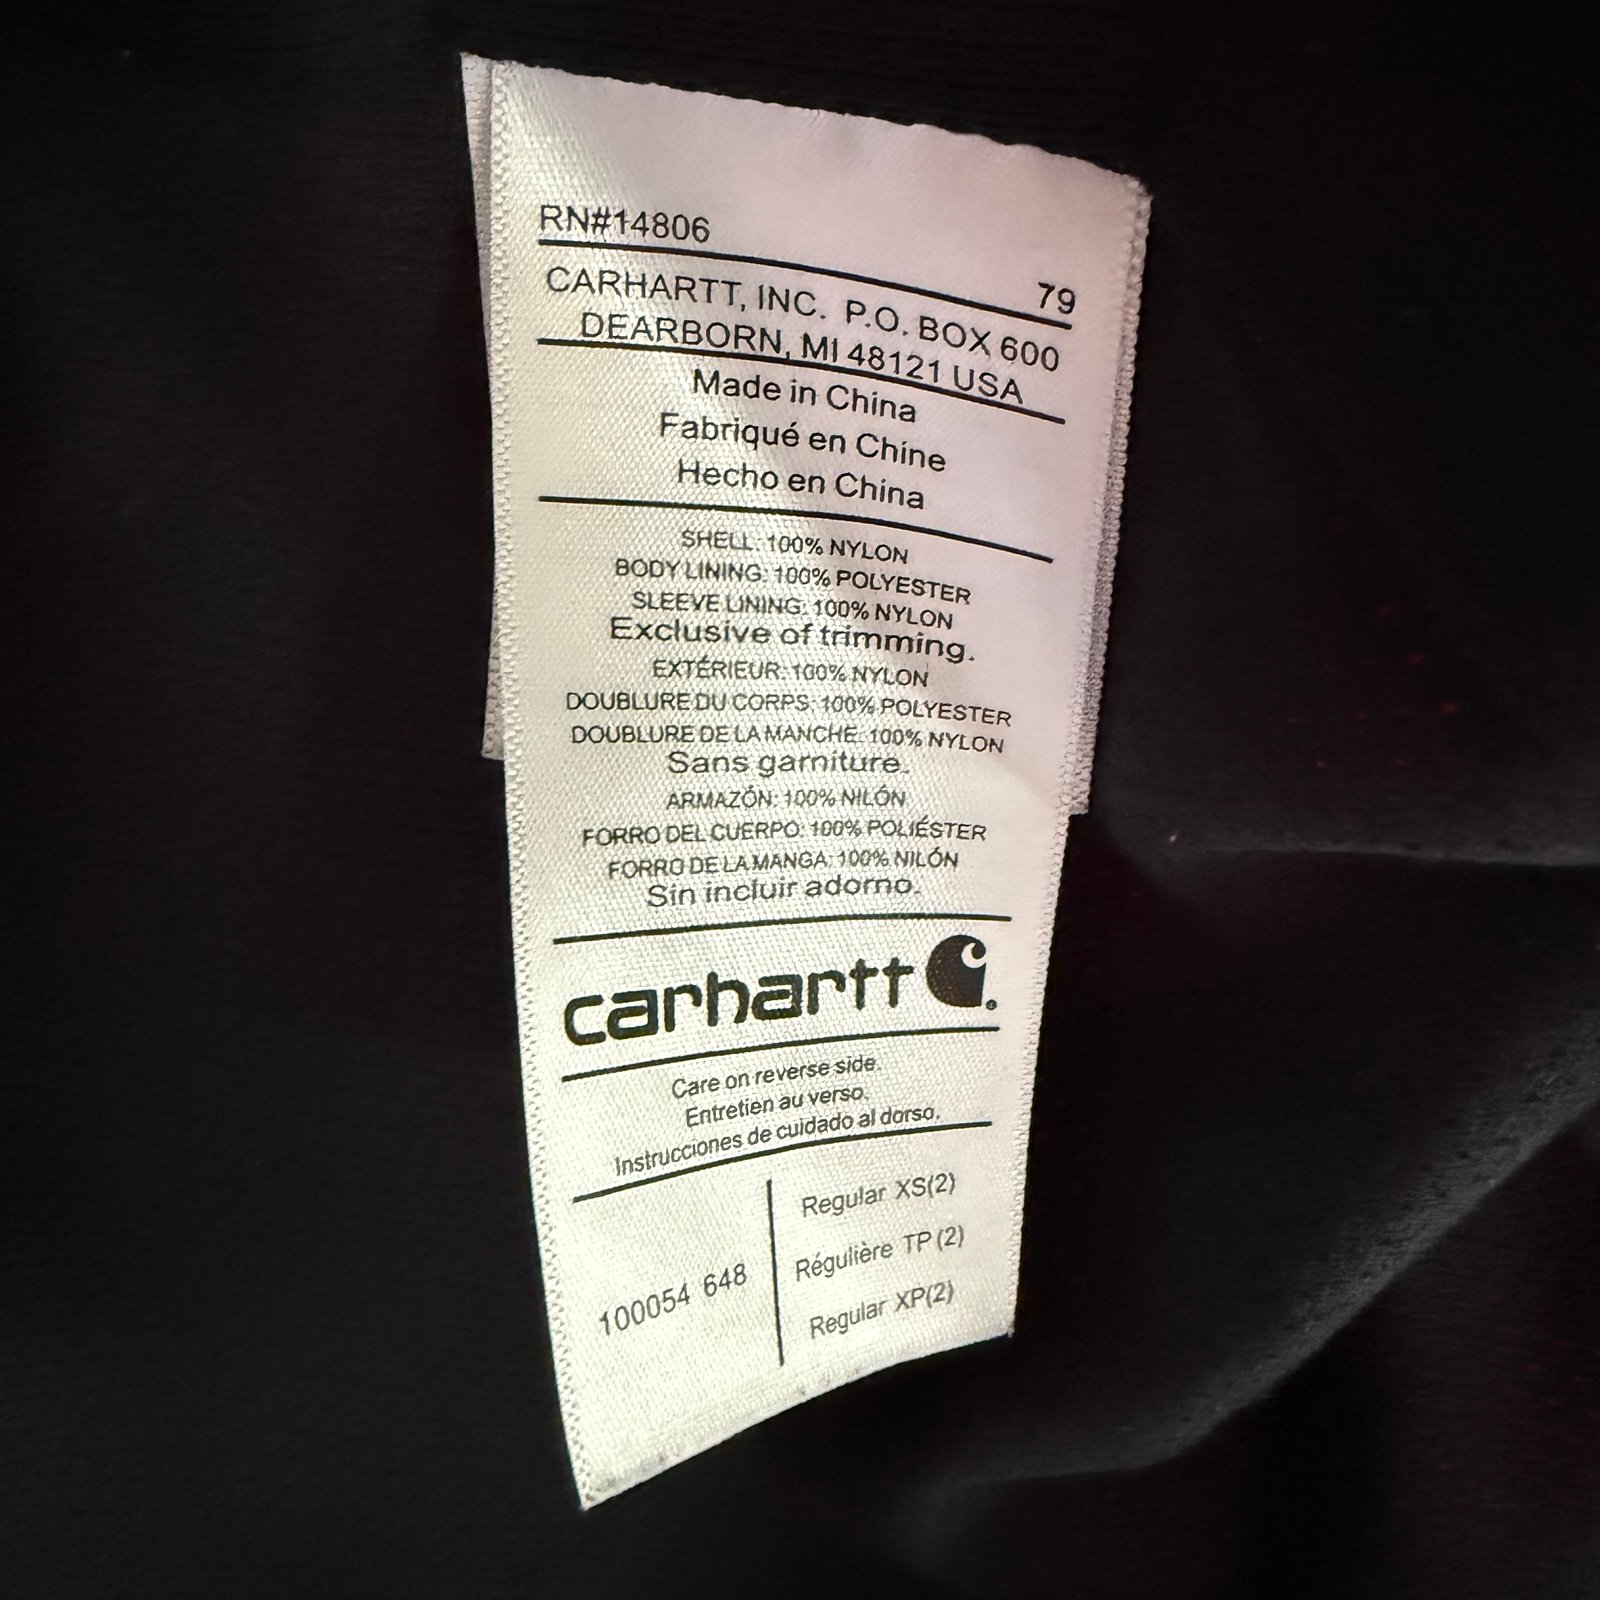 RN#14806
79
CARHARTT, INC. P.O. BOX 600
DEARBORN, MI 48121 USA
Made in China
Fabriqué en Chine
Hecho en China
SHELL: 100% NYLON
BODY LINING: 100% POLYESTER
SLEEVE LINING: 100% NYLON
Exclusive of trimming.
EXTÉRIEUR: 100% NYLON
DOUBLURE DU CORPS: 100% POLYESTER
DOUBLURE DE LA MANCHE: 100% NYLON
Sans garniture.
ARMAZÓN: 100% NILÓN
FORRO DEL CUERPO: 100% POLIÉSTER
FORRO DE LA MANGA: 100% NILÓN
Sin incluir adorno.
carhartt
Care on reverse side.
Entretien au verso.
Instrucciones de cuidado al dorso.
100054 648
Regular XS(2)
Régulière TP(2)
Regular XP(2)